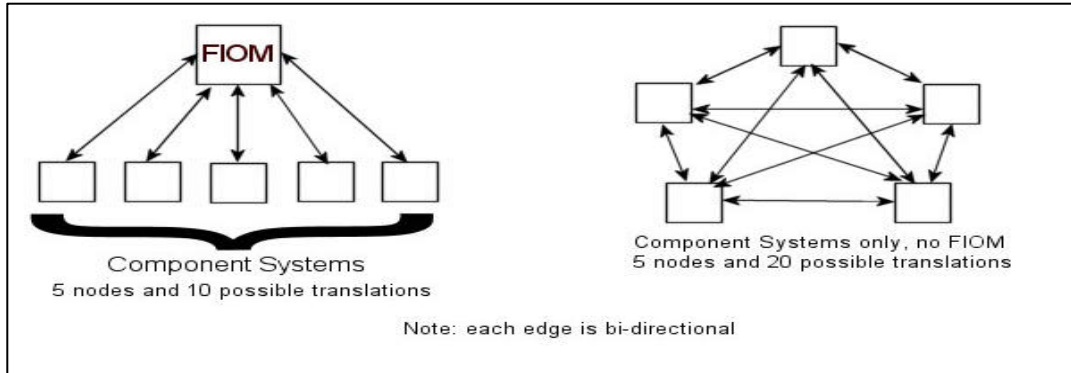 FIOM
Component Systems
5 nodes and 10 possible translations
Component Systems only, no FIOM
5 nodes and 20 possible translations
Note: each edge is bi-directional